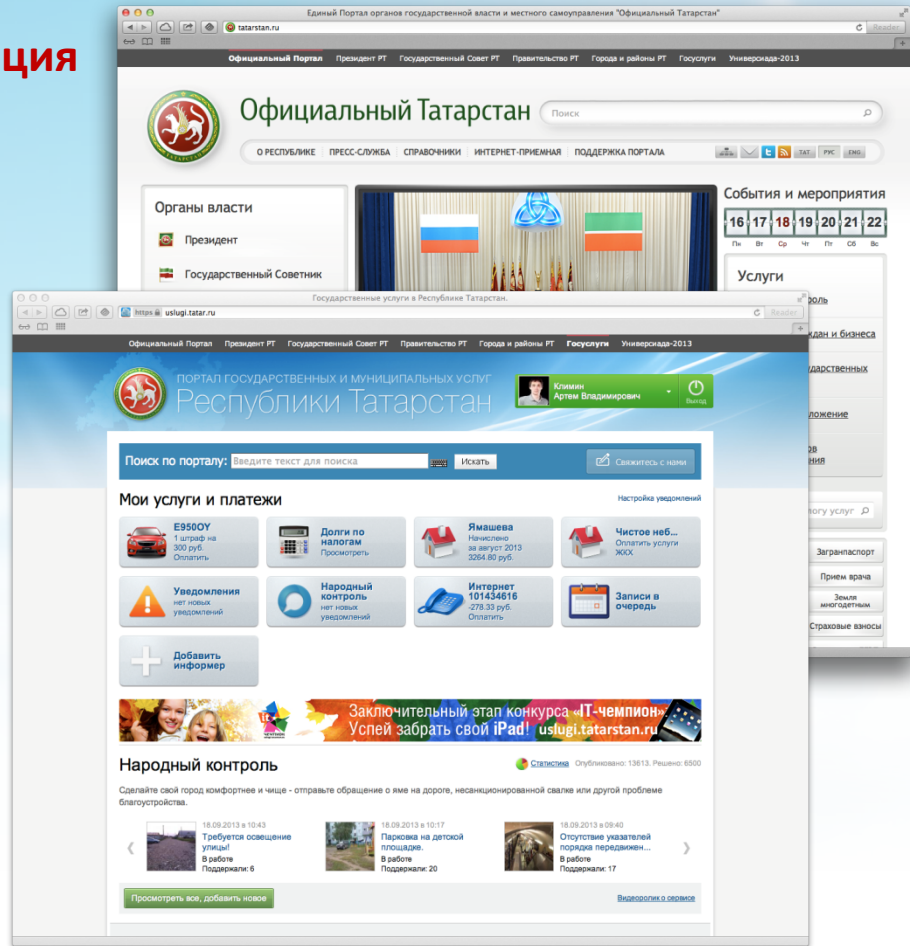 ция
Единый Портал органов государственной власти и местного самоуправления "Официальный Татарстан"
tatarstan.ru
Reader
Официальный Портал Президент РТ Государственный Совет РТ Правительство РТ Города и районы РТ Госуслуги Универсиада-2013
Официальный Татарстан
Поиск
О РЕСПУБЛИКЕ ПРЕСС-СЛУЖБА СПРАВОЧНИКИ ИНТЕРНЕТ-ПРИЕМНАЯ ПОДДЕРЖКА ПОРТАЛА
ТАТ РУС ENG
Органы власти
Президент
Государственный Советник
События и мероприятия
16 17 18 19 20 21 22
Пн Вт Ср Чт Пт Сб Вс
Услуги
роль
ждан и бизнеса
ударственных
ложение
ов
ния
логу услуг
Загранпаспорт
Прием врача
Земля
многодетным
Страховые взносы
Государственные услуги в Республике Татарстан.
https uslugi.tatar.ru
Reader
Официальный Портал Президент РТ Государственный Совет РТ Правительство РТ Города и районы РТ Госуслуги Универсиада-2013
ПОРТАЛ ГОСУДАРСТВЕННЫХ И МУНИЦИПАЛЬНЫХ УСЛУГ
Республики Татарстан
Климин
Артем Владимирович
Выход
Поиск по порталу: Введите текст для поиска Искать
Свяжитесь с нами
Мои услуги и платежи
Настройка уведомлений
Е950ОУ
1 штраф на
300 руб.
Оплатить
Долги по
налогам
Просмотреть
Ямашева
Начислено
за август 2013
3264.80 руб.
Чистое неб...
Оплатить услуги
ЖКХ
Уведомления
нет новых
уведомлений
Народный
контроль
нет новых
уведомлений
Интернет
101434616
-278.33 руб.
Оплатить
Записи в
очередь
Добавить
информер
it
чемпион
Заключительный этап конкурса «IT-чемпион»
Успей забрать свой iPad! uslugi.tatarstan.ru
Народный контроль
Статистика Опубликовано: 13613. Решено: 6500
Сделайте свой город комфортнее и чище - отправьте обращение о яме на дороге, несанкционированной свалке или другой проблеме
благоустройства.
18.09.2013 в 10:43
Требуется освещение
улицы!
В работе
Поддержали: 6
18.09.2013 в 10:17
Парковка на детской
площадке.
В работе
Поддержали: 20
18.09.2013 в 09:40
Отсутствие указателей
порядка передвижен...
В работе
Поддержали: 17
Просмотреть все, добавить новое
Видеоролик о сервисе